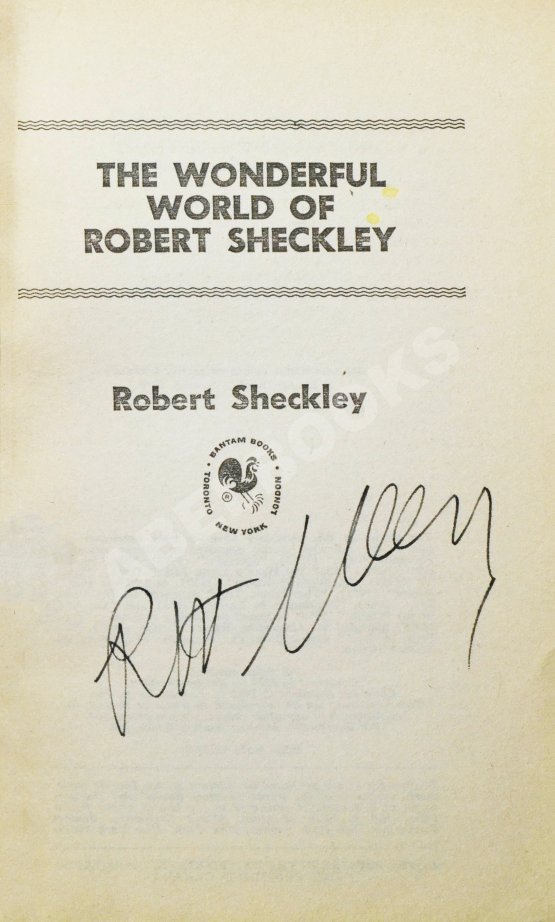 THE WONDERFUL
WORLD OF
ROBERT SHECKLEY
Robert Sheckley
BANTAM BOOKS
TORONTO • NEW YORK • LONDON
®